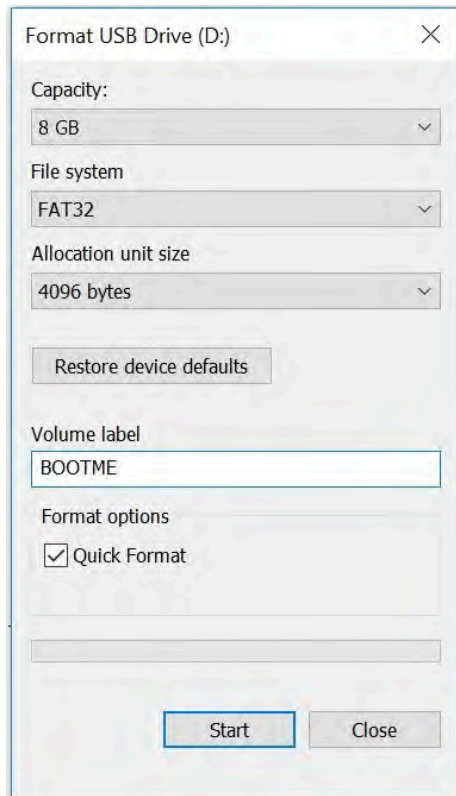 Format USB Drive (D:)
Capacity:
8 GB
File system
FAT32
Allocation unit size
4096 bytes
Restore device defaults
Volume label
BOOTME
Format options
Quick Format
Start Close